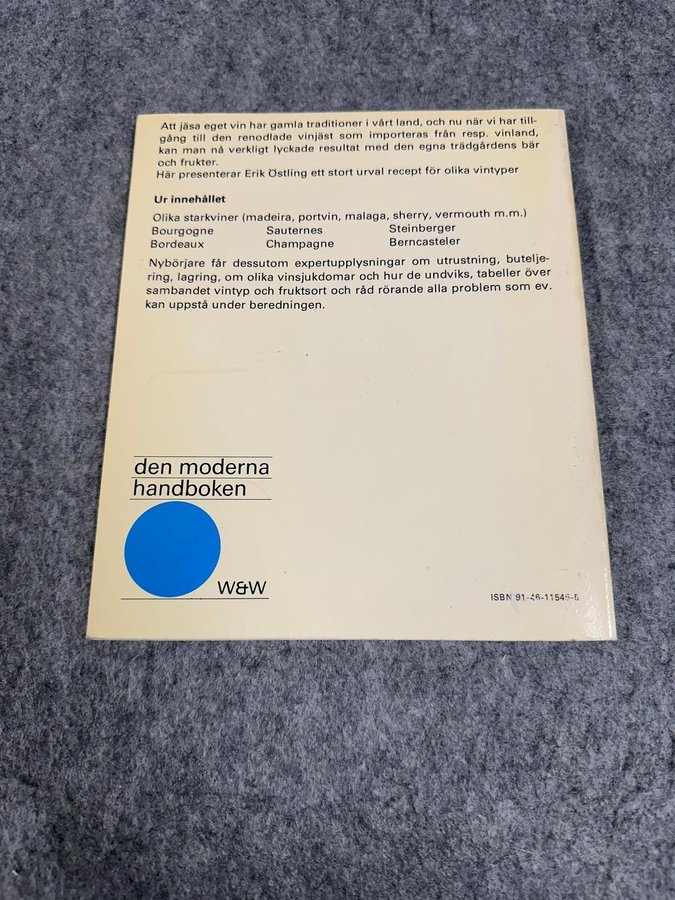 Att jäsa eget vin har gamla traditioner i vårt land, och nu när vi har till-
gång till den renodlade vinjäst som importeras från resp. vinland,
kan man nå verkligt lyckade resultat med den egna trädgårdens bär
och frukter.
Här presenterar Erik Östling ett stort urval recept för olika vintyper
Ur innehållet
Olika starkviner (madeira, portvin, malaga, sherry, vermouth m.m.)
Bourgogne Sauternes Steinberger
Bordeaux Champagne Berncasteler
Nybörjare får dessutom expertupplysningar om utrustning, butelje-
ring, lagring, om olika vinsjukdomar och hur de undviks, tabeller över
sambandet vintyp och fruktsort och råd rörande alla problem som ev.
kan uppstå under beredningen.
den moderna
handboken
W&W
ISBN 91-46-11546-5